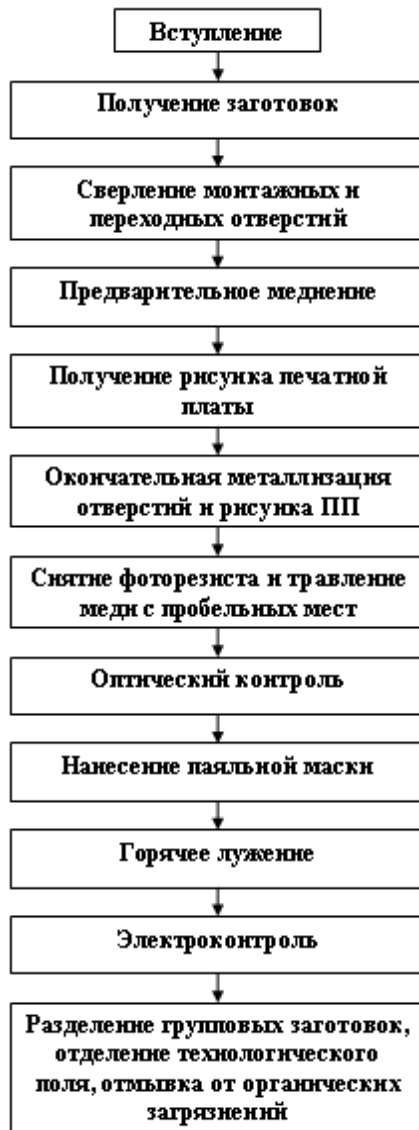 Вступление
Получение заготовок
Сверление монтажных и
переходных отверстий
Предварительное меднение
Получение рисунка печатной
платы
Окончательная металлизация
отверстий и рисунка ПП
Снятие фоторезиста и травление
меди с пробельных мест
Оптический контроль
Нанесение паяльной маски
Горячее лужение
Электроконтроль
Разделение групповых заготовок,
отделение технологического
поля, отмывка от органических
загрязнений